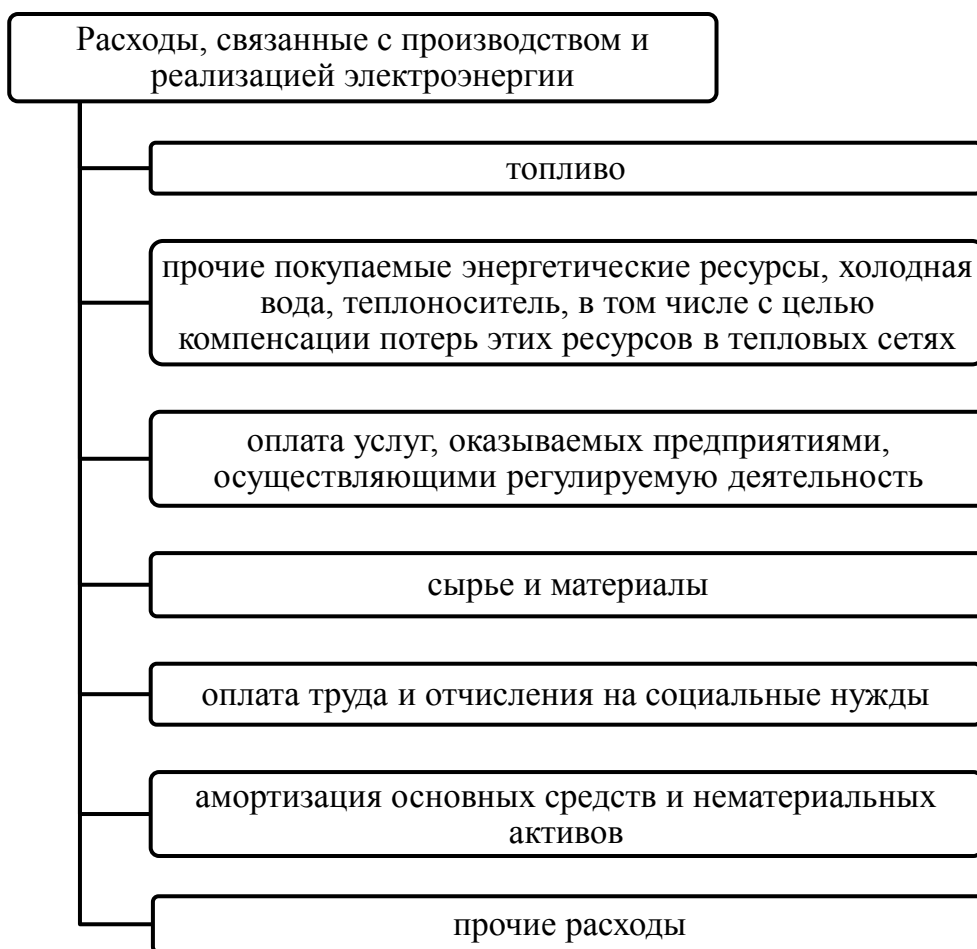 Расходы, связанные с производством и
реализацией электроэнергии
топливо
прочие покупаемые энергетические ресурсы, холодная
вода, теплоноситель, в том числе с целью
компенсации потерь этих ресурсов в тепловых сетях
оплата услуг, оказываемых предприятиями,
осуществляющими регулируемую деятельность
сырье и материалы
оплата труда и отчисления на социальные нужды
амортизация основных средств и нематериальных
активов
прочие расходы